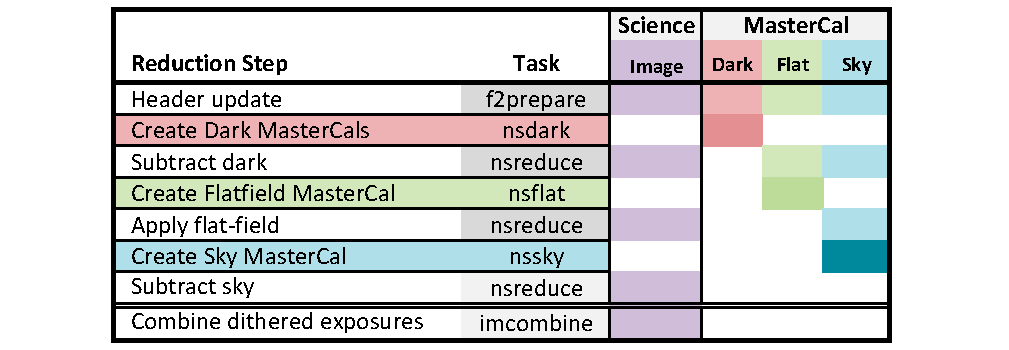 Science MasterCal
Reduction Step Task Image Dark Flat Sky
Header update f2prepare
Create Dark MasterCals nsdark
Subtract dark nsreduce
Create Flatfield MasterCal nsflat
Apply flat-field nsreduce
Create Sky MasterCal nssky
Subtract sky nsreduce
Combine dithered exposures imcombine